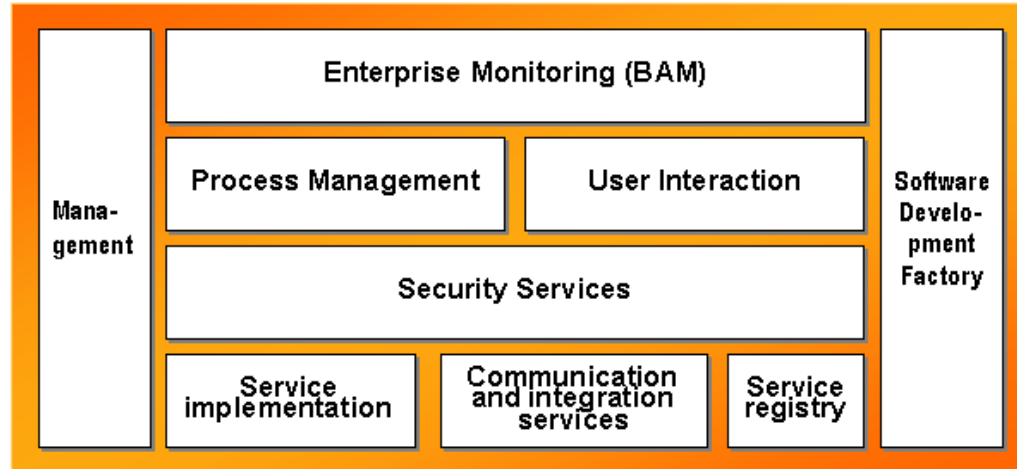 Enterprise Monitoring (BAM)
Process Management
User Interaction
Mana-
gement
Software
Develo-
pment
Factory
Security Services
Service
implementation
Communication
and integration
services
Service
registry